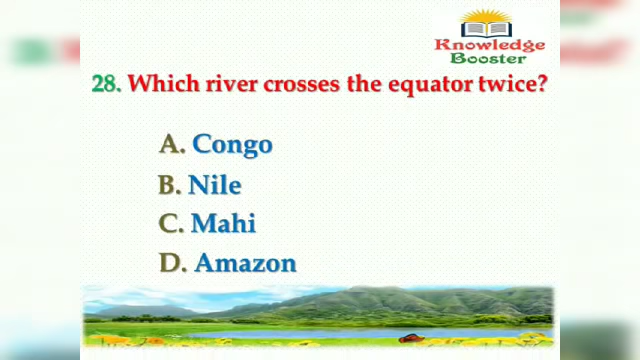 Knowledge
Booster
28. Which river crosses the equator twice?
A. Congo
B. Nile
C. Mahi
D. Amazon